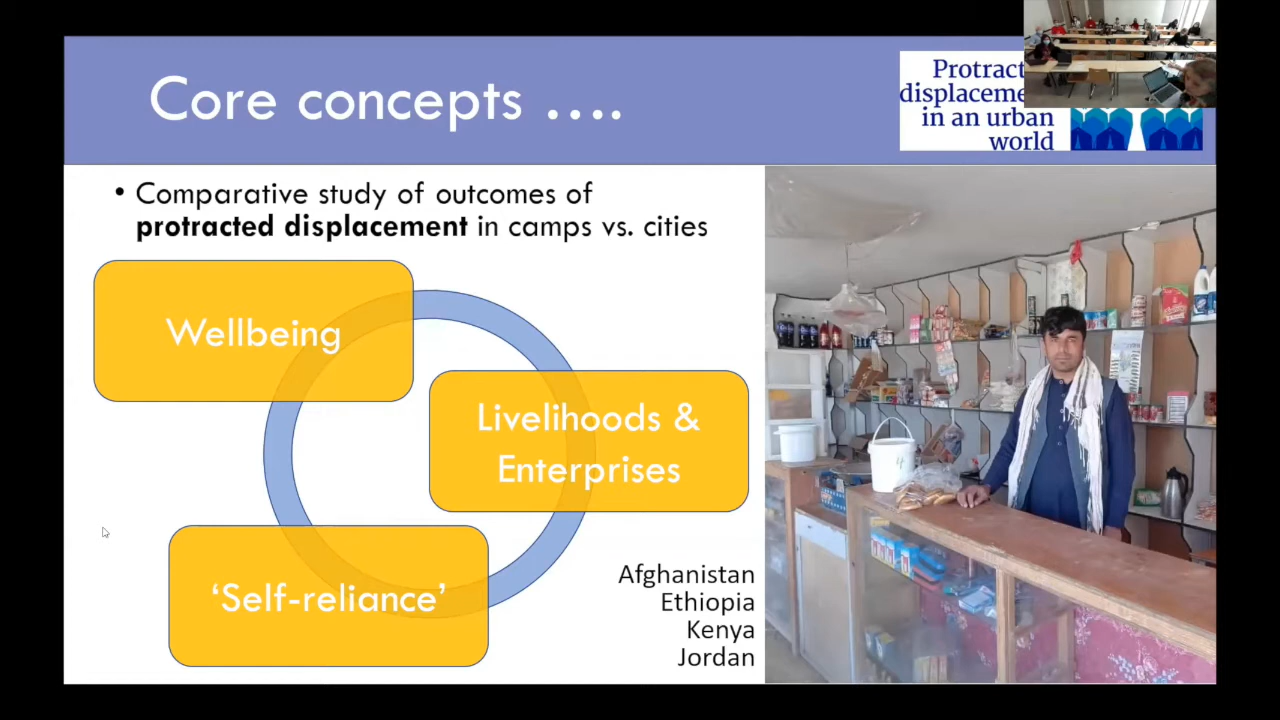 Core concepts ....
Protract
displaceme
in an urban
world
• Comparative study of outcomes of
protracted displacement in camps vs. cities
Wellbeing
Livelihoods &
Enterprises
‘Self-reliance’
Afghanistan
Ethiopia
Kenya
Jordan